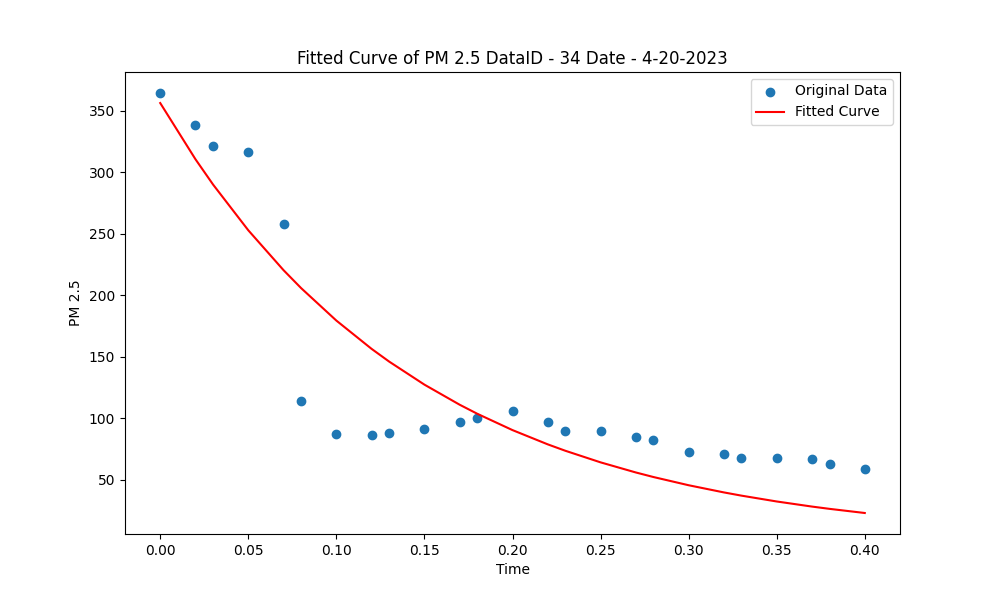 Fitted Curve of PM 2.5 DataID - 34 Date - 4-20-2023
Original Data
Fitted Curve
PM 2.5
350
300
250
200
150
100
50
0.00 0.05 0.10 0.15 0.20 0.25 0.30 0.35 0.40
Time